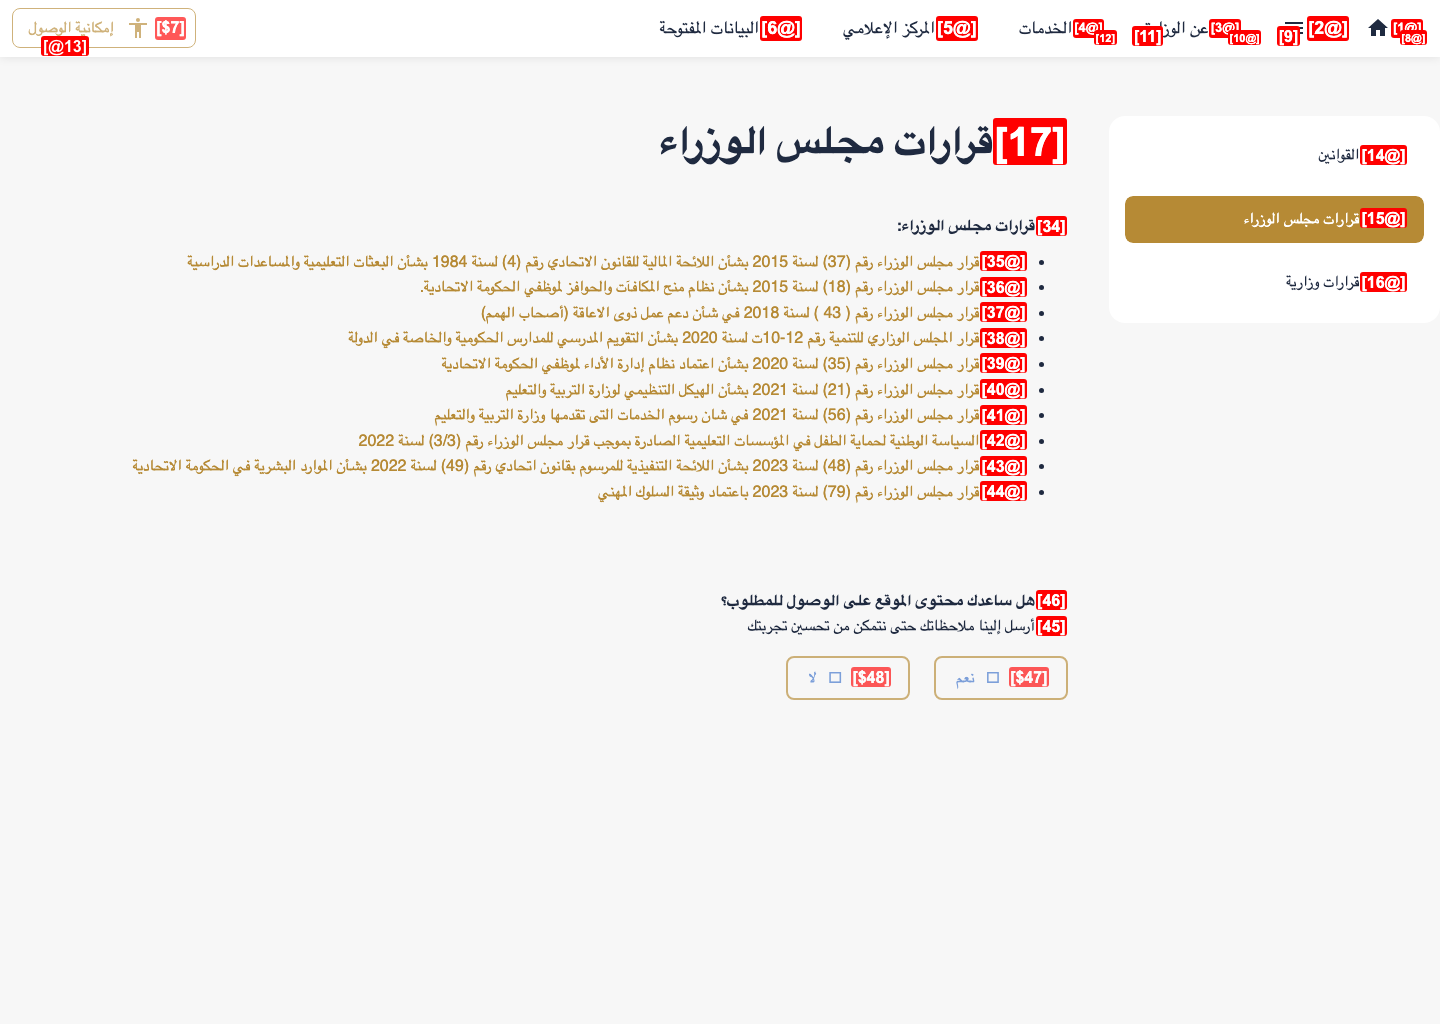 [@1]
[@2]
[@3] عن الوزارة
[@4] الخدمات
[@5] المركز الإعلامي
[@6] البيانات المفتوحة
[$7] إمكانية الوصول
[@8]
[9]
[@10]
[11]
[12]
[@13]
[@14] القوانين
[@15] قرارات مجلس الوزراء
[@16] قرارات وزارية
[17] قرارات مجلس الوزراء
[34] قرارات مجلس الوزراء:
[@35] قرار مجلس الوزراء رقم (37) لسنة 2015 بشأن اللائحة المالية للقانون الاتحادي رقم (4) لسنة 1984 بشأن البعثات التعليمية والمساعدات الدراسية
[@36] قرار مجلس الوزراء رقم (18) لسنة 2015 بشأن نظام منح المكافآت والحوافز لموظفي الحكومة الاتحادية.
[@37] قرار مجلس الوزراء رقم ( 43 ) لسنة 2018 في شأن دعم عمل ذوى الاعاقة (أصحاب الهمم)
[@38] قرار المجلس الوزاري للتنمية رقم 12-10ت لسنة 2020 بشأن التقويم المدرسي للمدارس الحكومية والخاصة في الدولة
[@39] قرار مجلس الوزراء رقم (35) لسنة 2020 بشأن اعتماد نظام إدارة الأداء لموظفي الحكومة الاتحادية
[@40] قرار مجلس الوزراء رقم (21) لسنة 2021 بشأن الهيكل التنظيمي لوزارة التربية والتعليم
[@41] قرار مجلس الوزراء رقم (56) لسنة 2021 في شان رسوم الخدمات التى تقدمها وزارة التربية والتعليم
[@42] السياسة الوطنية لحماية الطفل في المؤسسات التعليمية الصادرة بموجب قرار مجلس الوزراء رقم (3/3) لسنة 2022
[@43] قرار مجلس الوزراء رقم (48) لسنة 2023 بشأن اللائحة التنفيذية للمرسوم بقانون اتحادي رقم (49) لسنة 2022 بشأن الموارد البشرية في الحكومة الاتحادية
[@44] قرار مجلس الوزراء رقم (79) لسنة 2023 باعتماد وثيقة السلوك المهني
[46] هل ساعدك محتوى الموقع على الوصول للمطلوب؟
[45] أرسل إلينا ملاحظاتك حتى نتمكن من تحسين تجربتك
[$47] نعم
[$48] لا